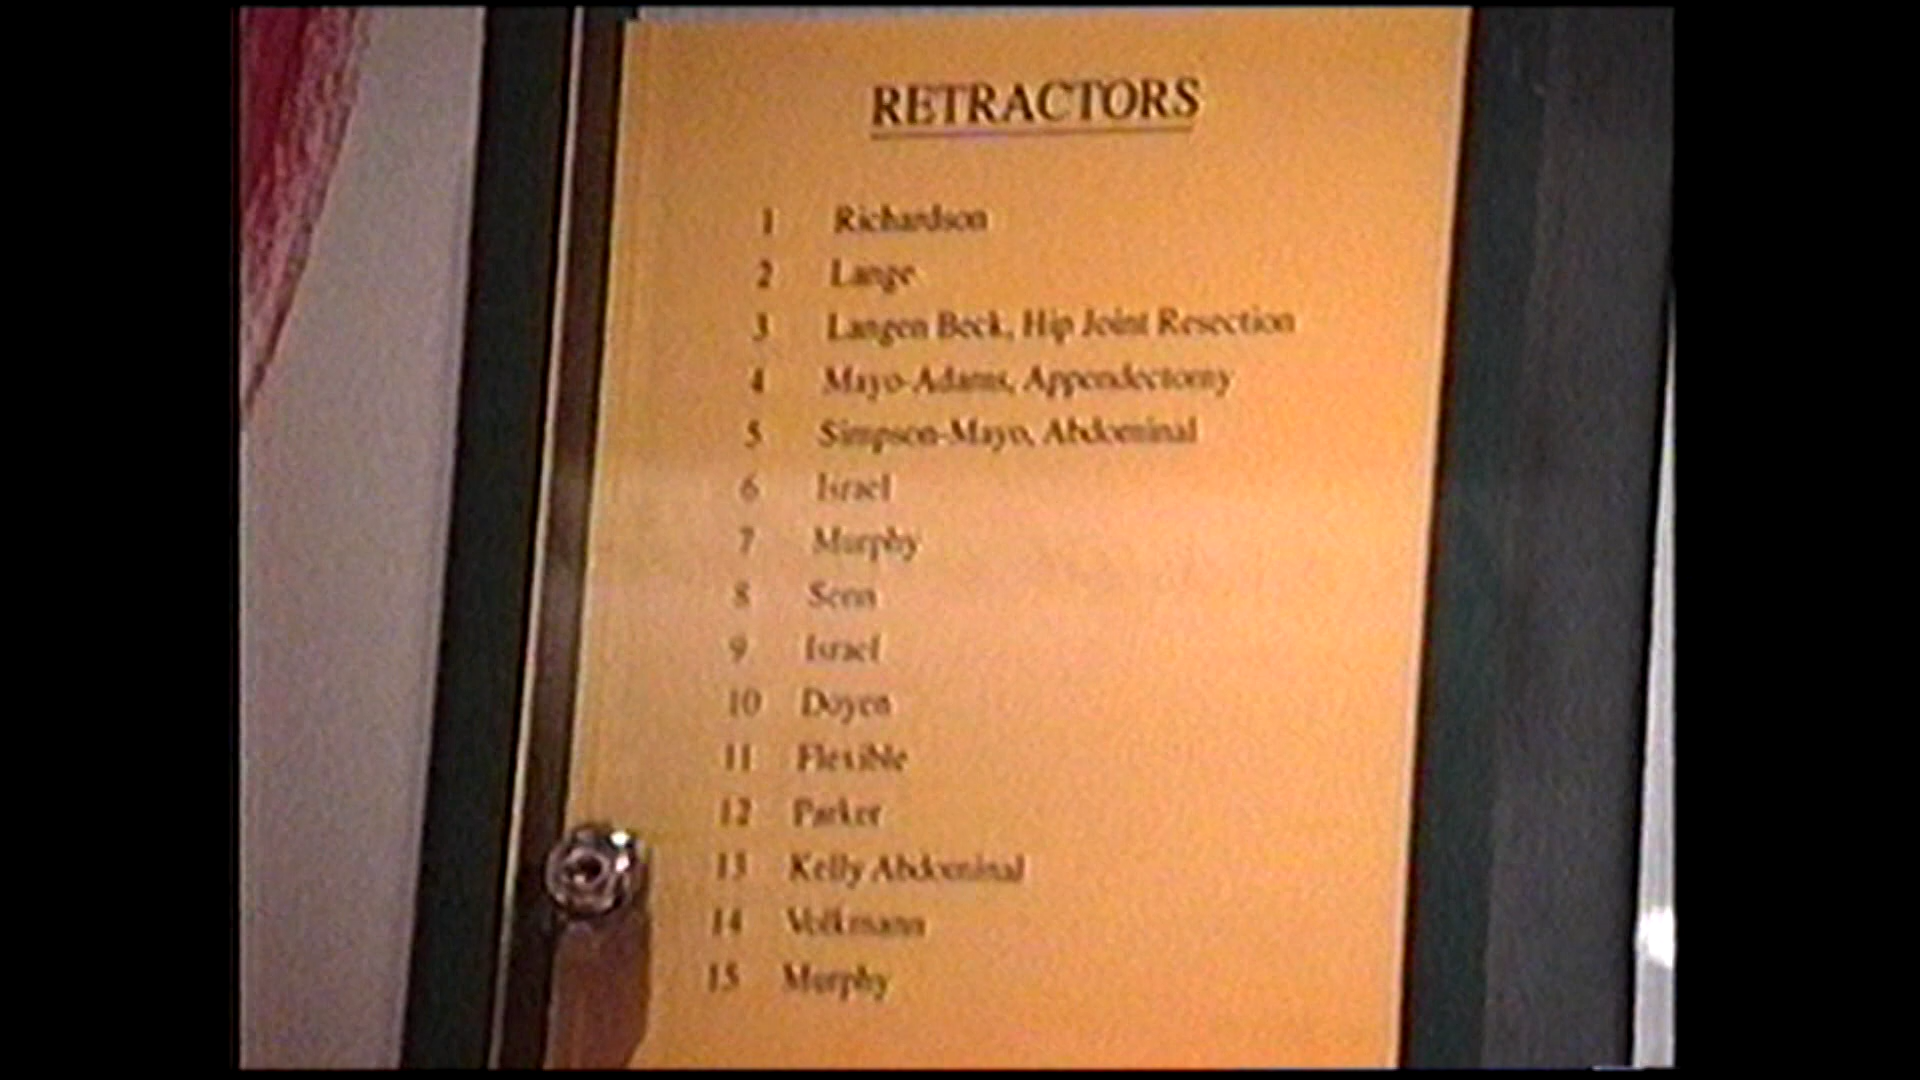 RETRACTORS
1 Richardson
2 Lange
3 Langen Beck, Hip Joint Resection
4 Mayo-Adams, Appendectomy
5 Simpson-Mayo, Abdominal
6 Israel
7 Murphy
8 Senn
9 Israel
10 Doyen
11 Flexible
12 Parker
13 Kelly Abdominal
14 Volkmann
15 Murphy